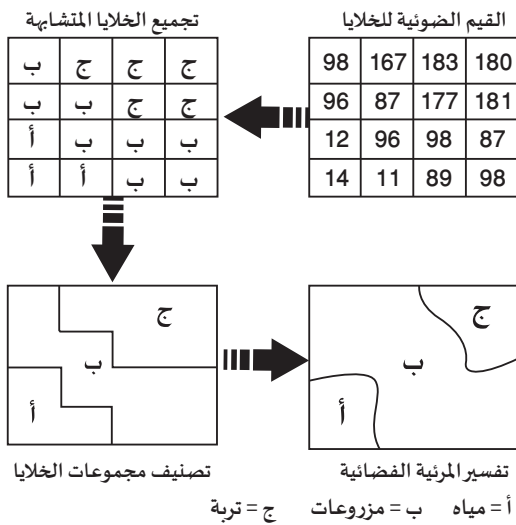 القيم الضوئية للخلايا
98 167 183 180
96 87 177 181
12 96 98 87
14 11 89 98
تجميع الخلايا المتشابهة
ب ج ج ج
ب ب ج ج
أ ب ب ب
أ أ ب ب
ج
ب
أ
تصنيف مجموعات الخلايا
ج
ب
أ
تفسير المرئية الفضائية
أ = مياه ب = مزروعات ج = تربة